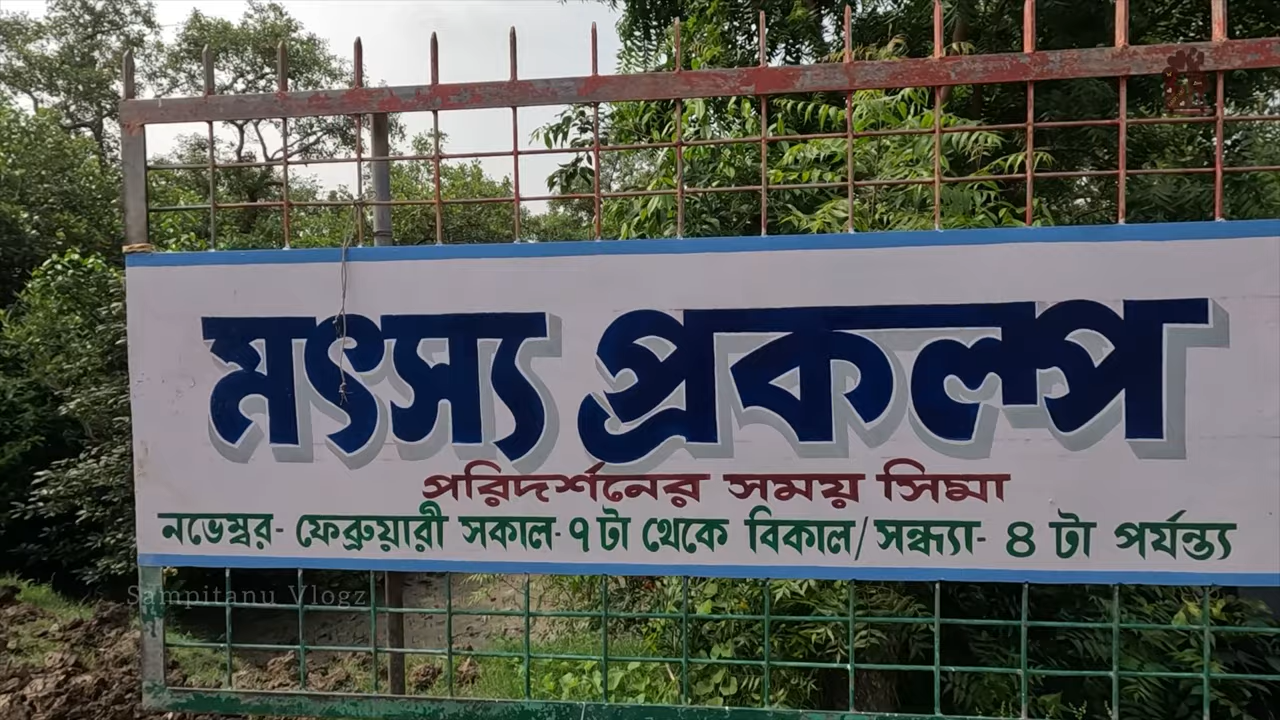 মৎস্য প্রকল্প
পরিদর্শনের সময় সিমা
নভেম্বর- ফেব্রুয়ারী সকাল- ৭ টা থেকে বিকাল/সন্ধ্যা- ৪ টা পর্যন্ত্য
Sampitanu Vlogz